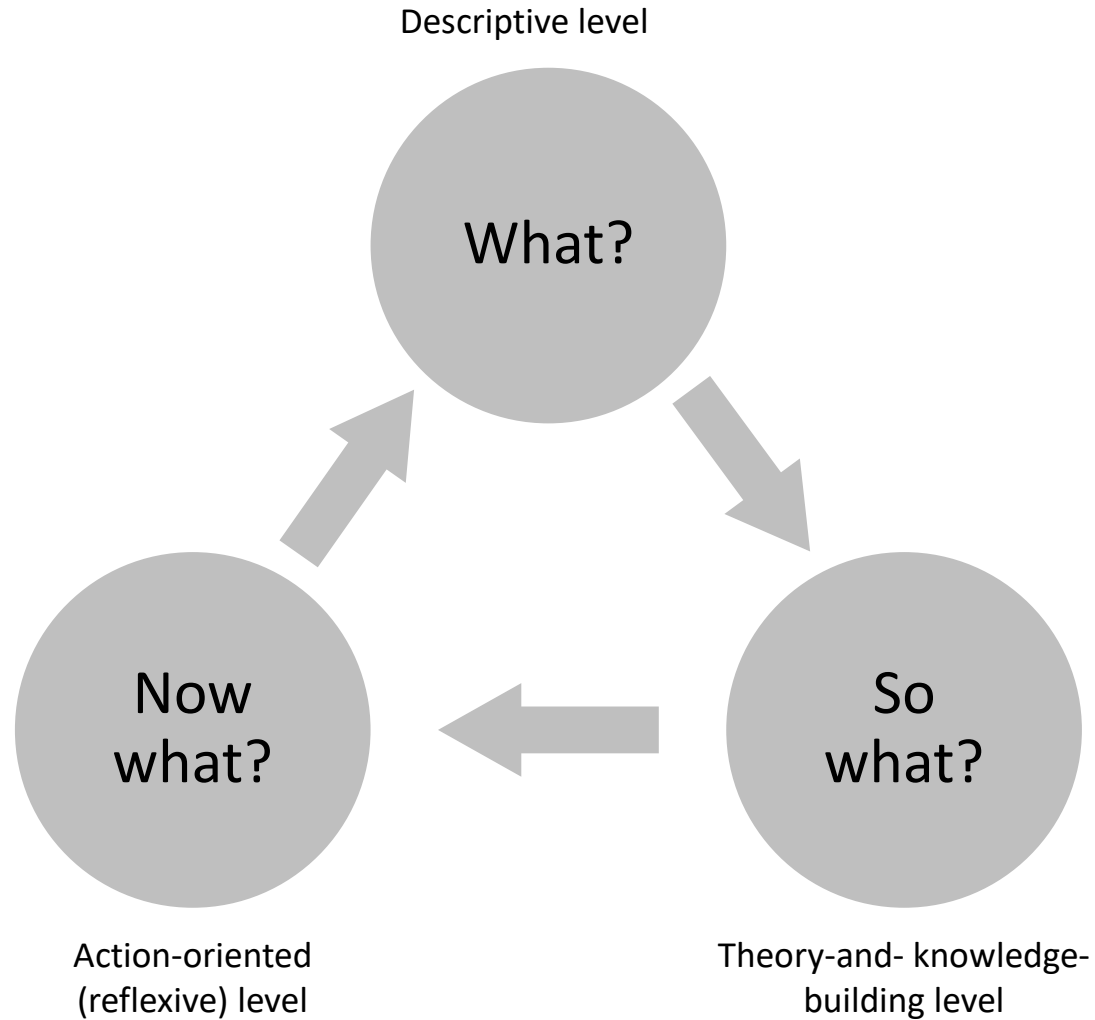 Descriptive level
What?
Now
what?
So
what?
Action-oriented
(reflexive) level
Theory-and- knowledge-
building level